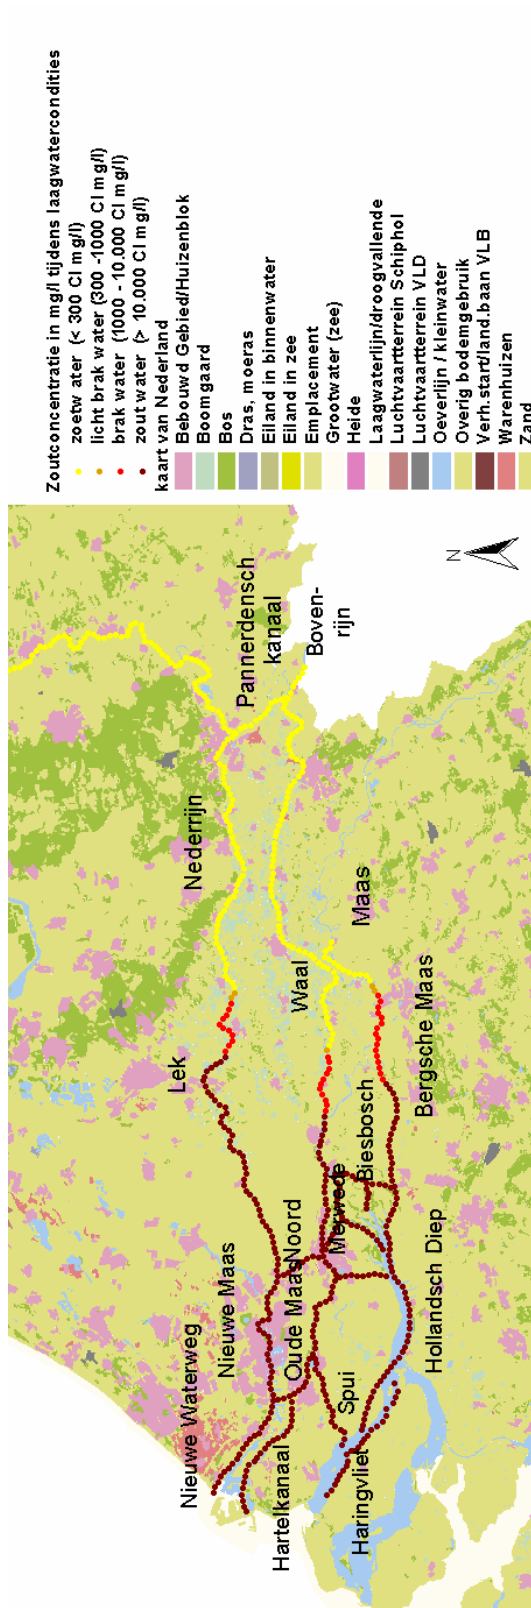 Zoutconcentratie in mg/l tijdens laagwatercondities
zoetw ater (< 300 Cl mg/l)
licht brak water (300 -1000 Cl mg/l)
brak water (1000 - 10.000 Cl mg/l)
zout water (> 10.000 Cl mg/l)
kaart van Nederland
Bebouwd Gebied/Huizenblok
Boomgaard
Bos
Dras, moeras
Eiland in binnenwater
Eiland in zee
Emplacement
Grootwater (zee)
Heide
Laagwaterlijn/droogvallende
Luchtvaartterrein Schiphol
Luchtvaartterrein VLD
Oeverlijn / kleinwater
Overig bodemgebruik
Verh.start/land.baan VLB
Warenhuizen
Zand
Nieuwe Waterweg
Nieuwe Maas
Lek
Nederrijn
Pannerdensch
kanaal
Boven-
rijn
Hartelkanaal
Oude Maas
Noord
Merwede
Waal
Maas
Spui
Biesbosch
Haringvliet
Hollandsch Diep
Bergsche Maas
N